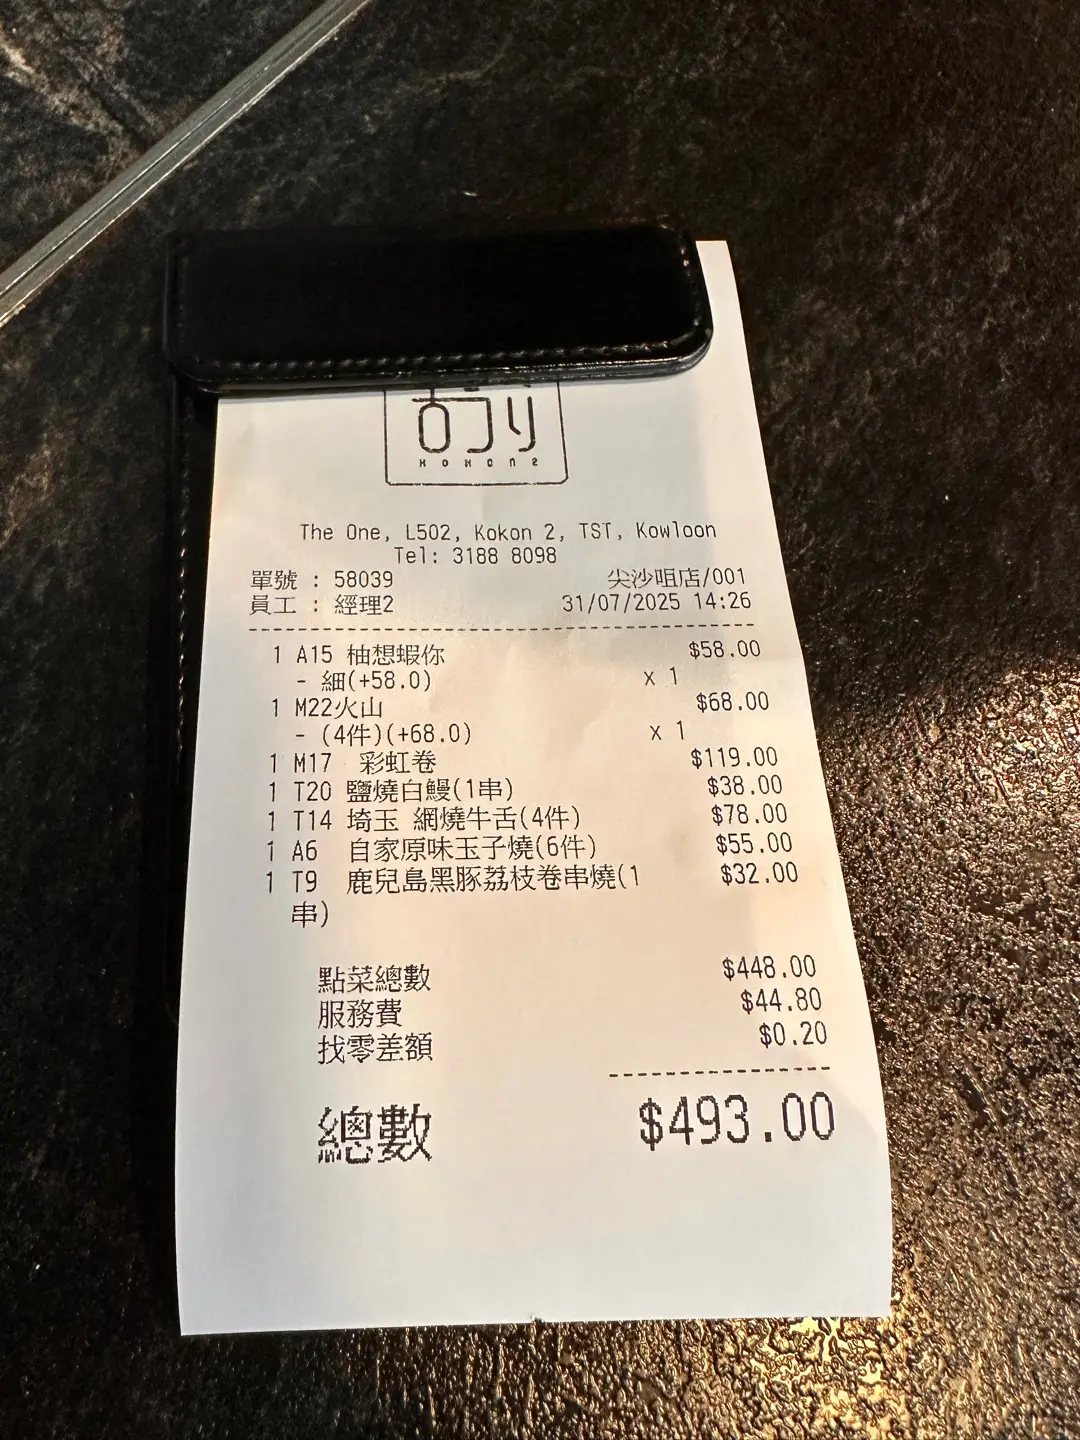 KOKON2
The One, L502, Kokon 2, TST, Kowloon
Tel: 3188 8098
單號 : 58039 尖沙咀店/001
員工 : 經理2 31/07/2025 14:26
1 A15 柚想蝦你 $58.00
- 細(+58.0) x 1
1 M22火山 $68.00
- (4件)(+68.0) x 1
1 M17 彩虹卷 $119.00
1 T20 鹽燒白鰻(1串) $38.00
1 T14 埼玉 網燒牛舌(4件) $78.00
1 A6 自家原味玉子燒(6件) $55.00
1 T9 鹿兒島黑豚荔枝卷串燒(1 $32.00
串)
點菜總數 $448.00
服務費 $44.80
找零差額 $0.20
總數 $493.00